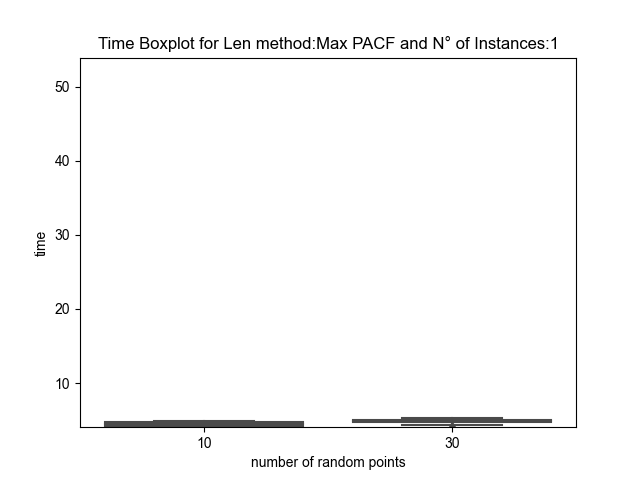 Time Boxplot for Len method:Max PACF and N° of Instances:1
50
40
30
20
10
time
10 30
number of random points